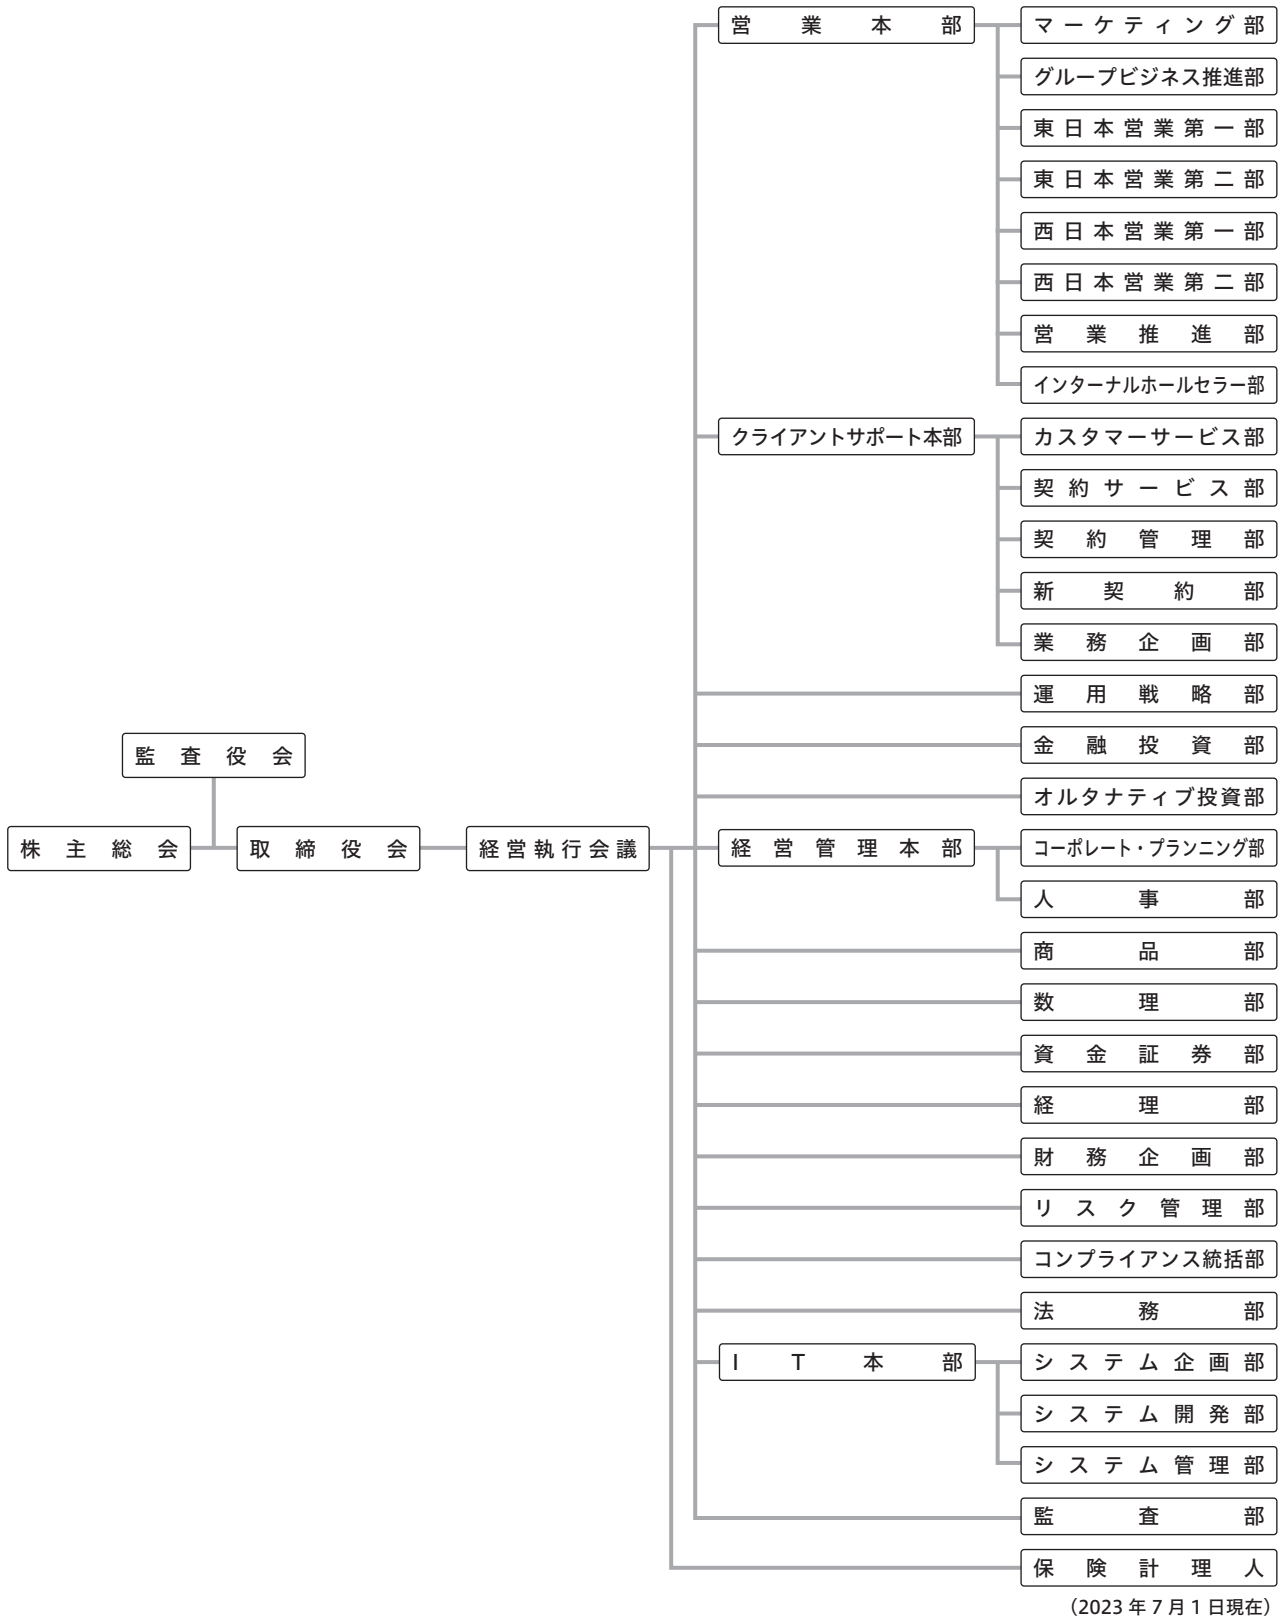 営業本部
マーケティング部
グループビジネス推進部
東日本営業第一部
東日本営業第二部
西日本営業第一部
西日本営業第二部
営業推進部
インターナルホールセラー部
クライアントサポート本部
カスタマーサービス部
契約サービス部
契約管理部
新契約部
業務企画部
運用戦略部
金融投資部
オルタナティブ投資部
監査役会
株主総会
取締役会
経営執行会議
経営管理本部
コーポレート・プランニング部
人事部
商品部
数理部
資金証券部
経理部
財務企画部
リスク管理部
コンプライアンス統括部
法務部
IT本部
システム企画部
システム開発部
システム管理部
監査部
保険計理人
(2023年7月1日現在)